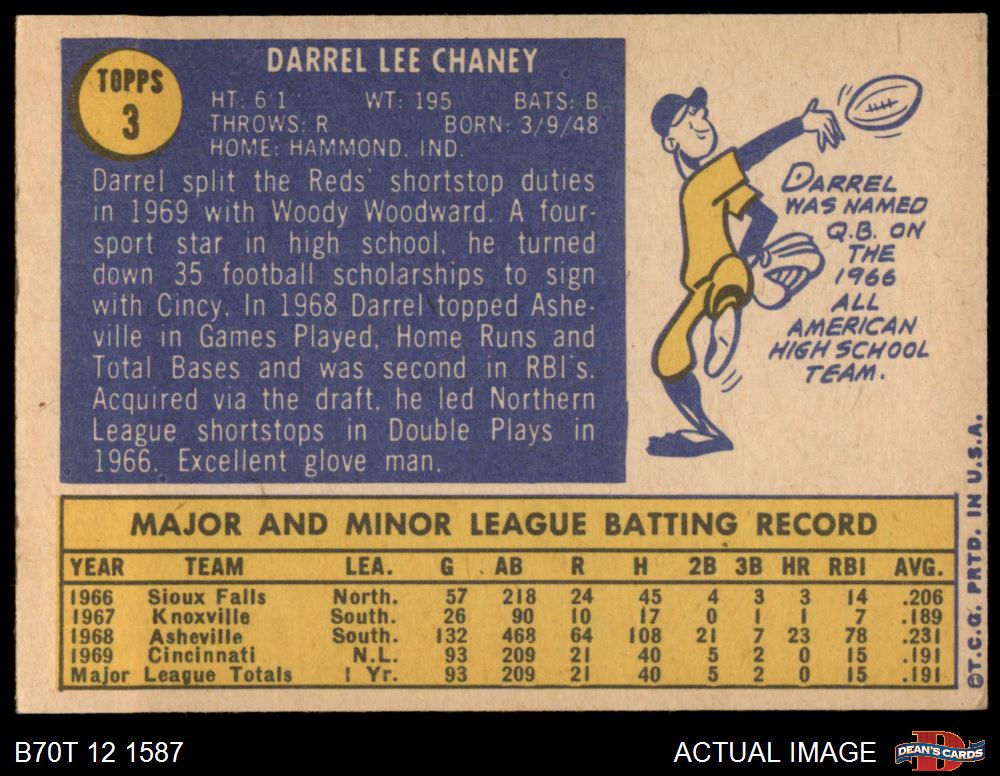 TOPPS
3
DARREL LEE CHANEY
HT: 6'1" WT: 195 BATS: B
THROWS: R BORN: 3/9/48
HOME: HAMMOND, IND.
Darrel split the Reds' shortstop duties
in 1969 with Woody Woodward. A four-
sport star in high school, he turned
down 35 football scholarships to sign
with Cincy. In 1968 Darrel topped Ashe-
ville in Games Played, Home Runs and
Total Bases and was second in RBI's.
Acquired via the draft, he led Northern
League shortstops in Double Plays in
1966. Excellent glove man.
DARREL
WAS NAMED
Q.B. ON
THE
1966
ALL
AMERICAN
HIGH SCHOOL
TEAM.
MAJOR AND MINOR LEAGUE BATTING RECORD
YEAR TEAM LEA. G AB R H 2B 3B HR RBI AVG.
1966 Sioux Falls North. 57 218 24 45 4 3 3 14 .206
1967 Knoxville South. 26 90 10 17 0 1 1 7 .189
1968 Asheville South. 132 468 64 108 21 7 23 78 .231
1969 Cincinnati N.L. 93 209 21 40 5 2 0 15 .191
Major League Totals 1 Yr. 93 209 21 40 5 2 0 15 .191
©T.C.G. PRTD. IN U.S.A.
B70T 12 1587
ACTUAL IMAGE
DEAN'S CARDS